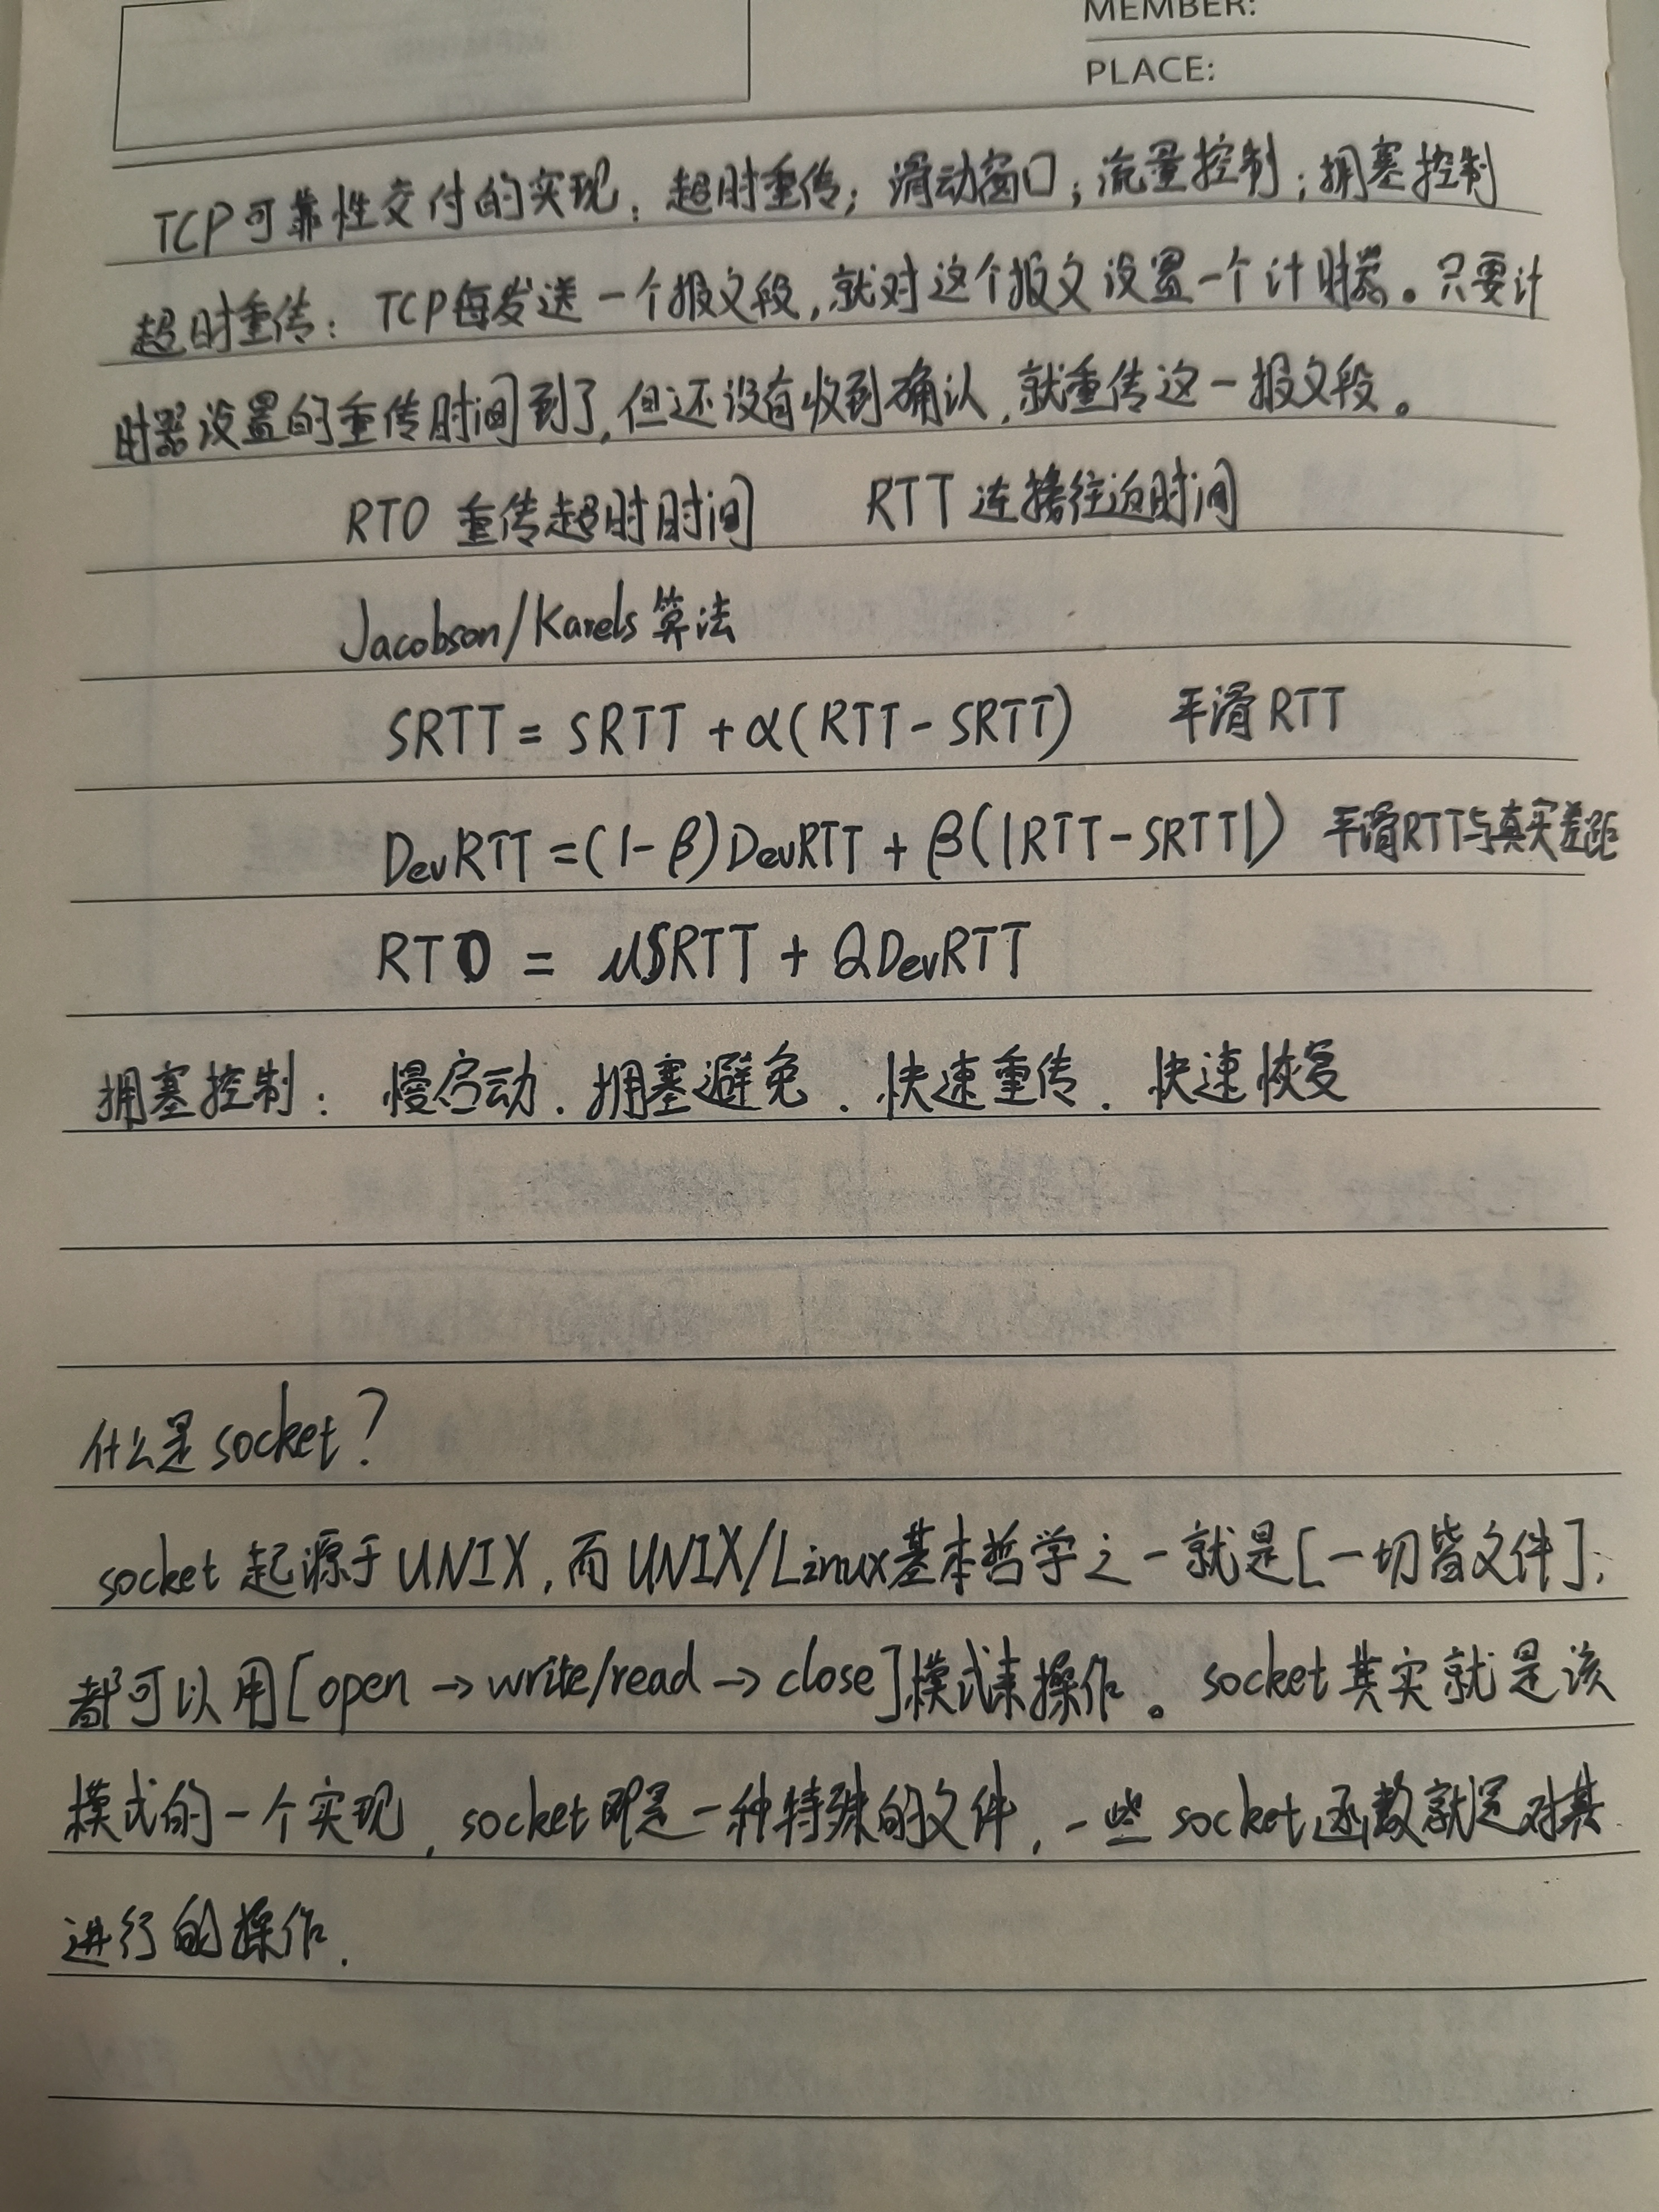 MEMBER:
PLACE:
TCP可靠性交付的实现：超时重传；滑动窗口；流量控制；拥塞控制
超时重传：TCP每发送一个报文段，就对这个报文设置一个计时器。只要计
时器设置的重传时间到了，但还没有收到确认，就重传这一报文段。
RTO 重传超时时间 RTT 连接往返时间
Jacobson/Karels算法
SRTT = SRTT + α(RTT - SRTT) 平滑RTT
DevRTT = (1-β)DevRTT + β(|RTT-SRTT|) 平滑RTT与真实差距
RTO = μSRTT + QDevRTT
拥塞控制：慢启动、拥塞避免、快速重传、快速恢复
什么是socket？
socket起源于UNIX，而UNIX/Linux基本哲学之一就是[一切皆文件]，
都可以用[open→write/read→close]模式来操作。socket其实就是该
模式的一个实现，socket即是一种特殊的文件，一些socket函数就是对其
进行的操作.